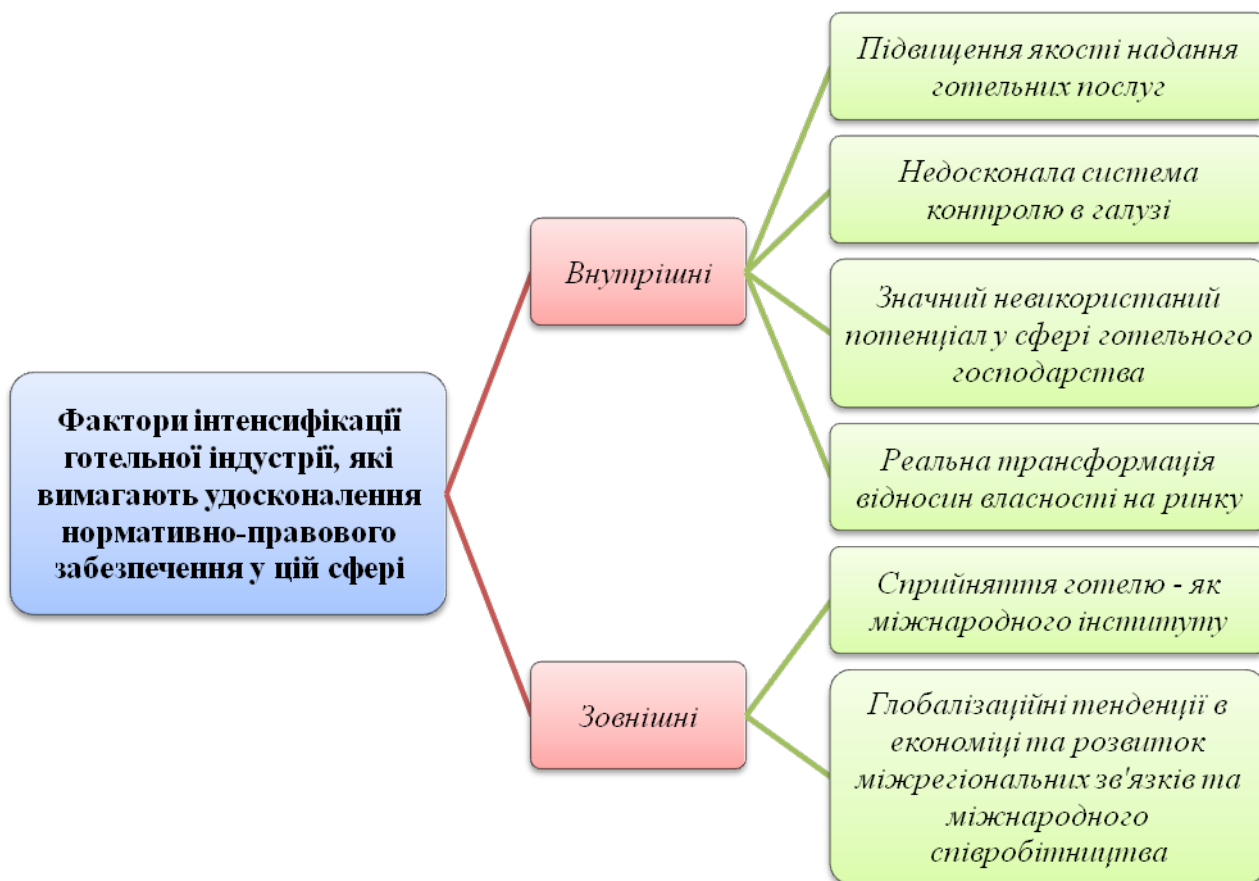 Фактори інтенсифікації
готельної індустрії, які
вимагають удосконалення
нормативно-правового
забезпечення у цій сфері
Внутрішні
Підвищення якості надання
готельних послуг
Недосконала система
контролю в галузі
Значний невикористаний
потенціал у сфері готельного
господарства
Реальна трансформація
відносин власності на ринку
Зовнішні
Сприйняття готелю - як
міжнародного інституту
Глобалізаційні тенденції в
економіці та розвиток
міжрегіональних зв'язків та
міжнародного
співробітництва